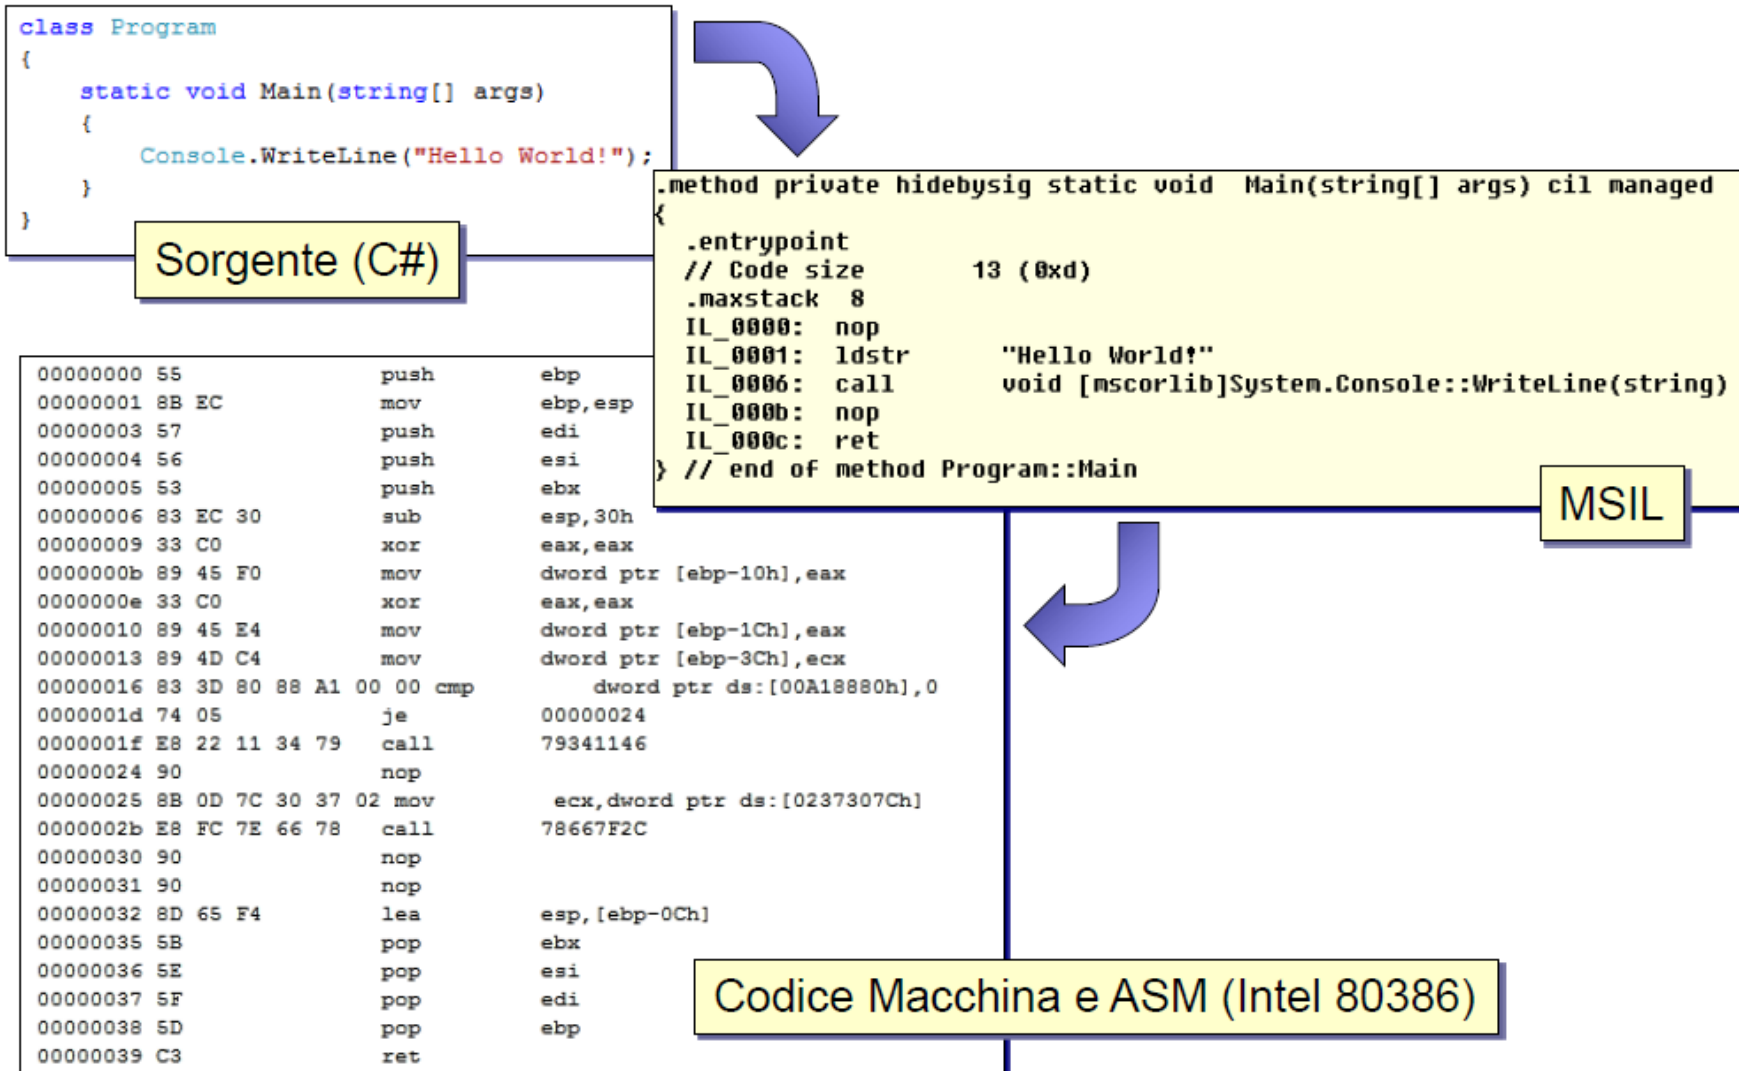 class Program
{
    static void Main(string[] args)
    {
        Console.WriteLine("Hello World!");
    }
}
Sorgente (C#)
.method private hidebysig static void  Main(string[] args) cil managed
{
  .entrypoint
  // Code size       13 (0xd)
  .maxstack  8
  IL_0000:  nop
  IL_0001:  ldstr      "Hello World!"
  IL_0006:  call       void [mscorlib]System.Console::WriteLine(string)
  IL_000b:  nop
  IL_000c:  ret
} // end of method Program::Main
MSIL
00000000 55 push ebp
00000001 8B EC mov ebp,esp
00000003 57 push edi
00000004 56 push esi
00000005 53 push ebx
00000006 83 EC 30 sub esp,30h
00000009 33 C0 xor eax,eax
0000000b 89 45 F0 mov dword ptr [ebp-10h],eax
0000000e 33 C0 xor eax,eax
00000010 89 45 E4 mov dword ptr [ebp-1Ch],eax
00000013 89 4D C4 mov dword ptr [ebp-3Ch],ecx
00000016 83 3D 80 88 A1 00 00 cmp dword ptr ds:[00A18880h],0
0000001d 74 05 je 00000024
0000001f E8 22 11 34 79 call 79341146
00000024 90 nop
00000025 8B 0D 7C 30 37 02 mov ecx,dword ptr ds:[0237307Ch]
0000002b E8 FC 7E 66 78 call 78667F2C
00000030 90 nop
00000031 90 nop
00000032 8D 65 F4 lea esp,[ebp-0Ch]
00000035 5B pop ebx
00000036 5E pop esi
00000037 5F pop edi
00000038 5D pop ebp
00000039 C3 ret
Codice Macchina e ASM (Intel 80386)